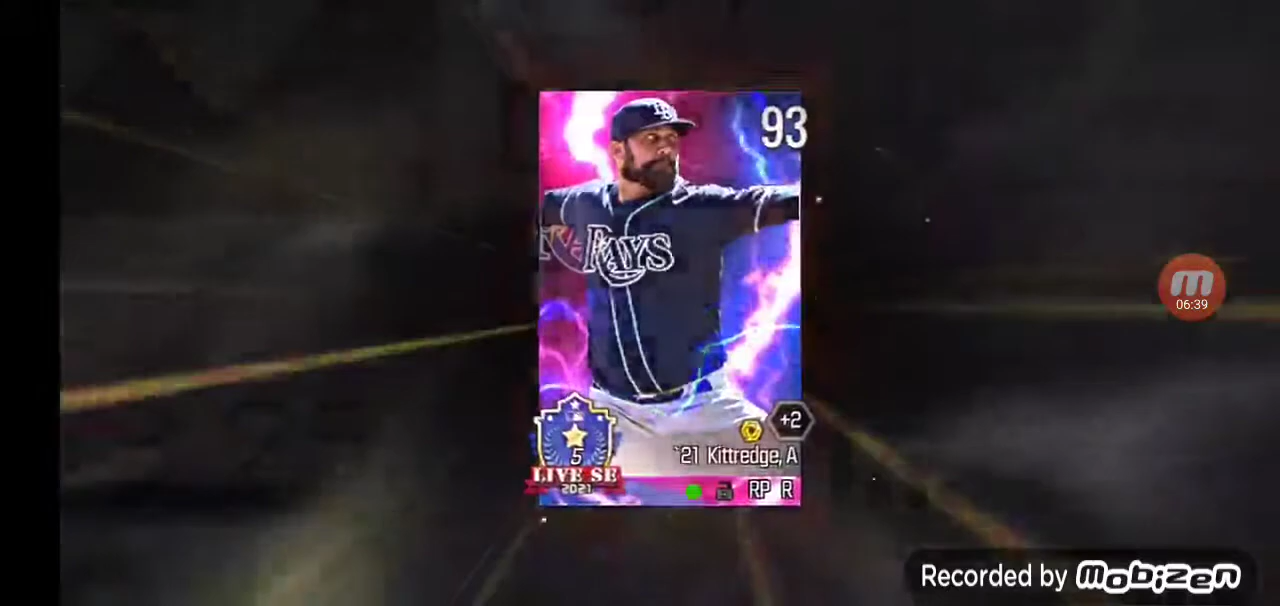 93
RAYS
+2
5
`21 Kittredge, A
LIVE SE
2021
RP R
06:39
Recorded by Mobizen